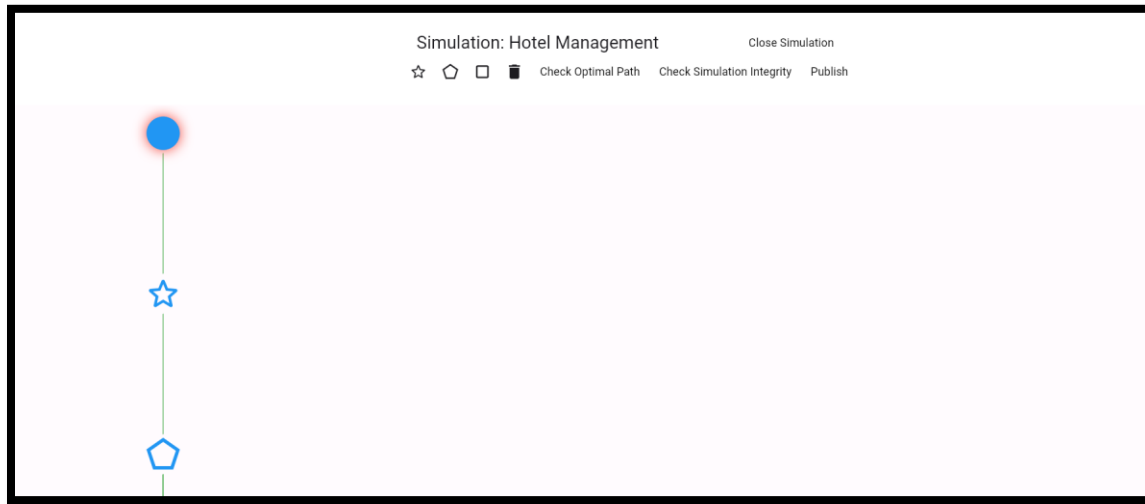 Simulation: Hotel Management Close Simulation
Check Optimal Path Check Simulation Integrity Publish